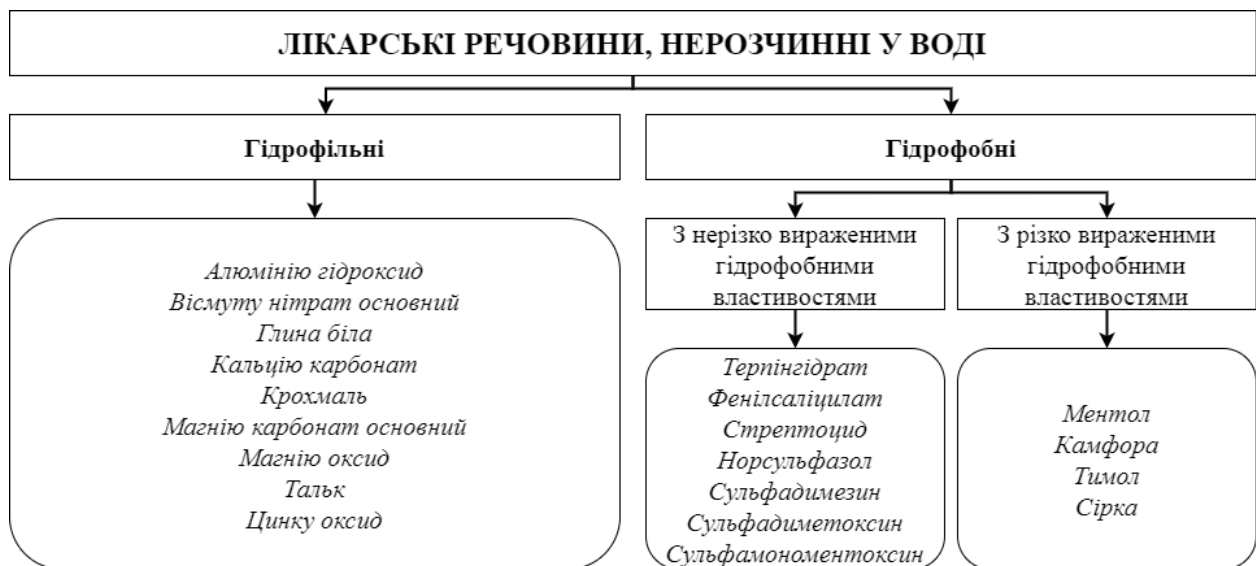 ЛІКАРСЬКІ РЕЧОВИНИ, НЕРОЗЧИННІ У ВОДІ
Гідрофільні
Гідрофобні
Алюмінію гідроксид
Вісмуту нітрат основний
Глина біла
Кальцію карбонат
Крохмаль
Магнію карбонат основний
Магнію оксид
Тальк
Цинку оксид
З нерізко вираженими
гідрофобними
властивостями
Терпінгідрат
Фенілсаліцилат
Стрептоцид
Норсульфазол
Сульфадимезин
Сульфадиметоксин
Сульфамономентоксин
З різко вираженими
гідрофобними
властивостями
Ментол
Камфора
Тимол
Сірка